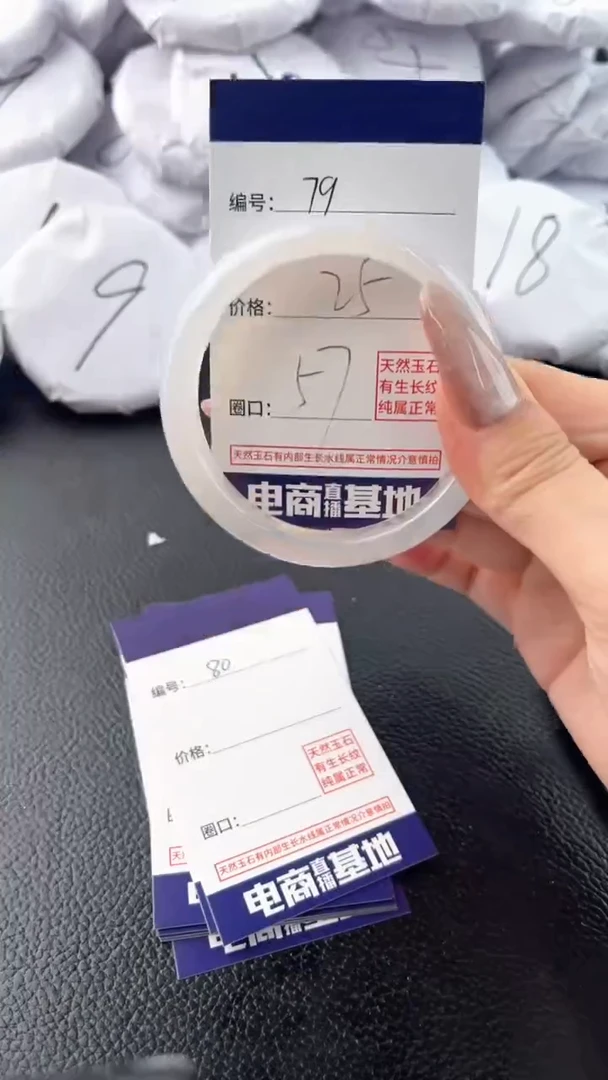 9
18
编号: 79
价格: 25
圈口: 57
天然玉石
有生长纹
纯属正常
天然玉石有内部生长水线属正常情况介意慎拍
电商直播基地
编号: 80
价格:
天然玉石
有生长纹
纯属正常
圈口:
天然玉石有内部生长水线属正常情况介意慎拍
电商直播基地